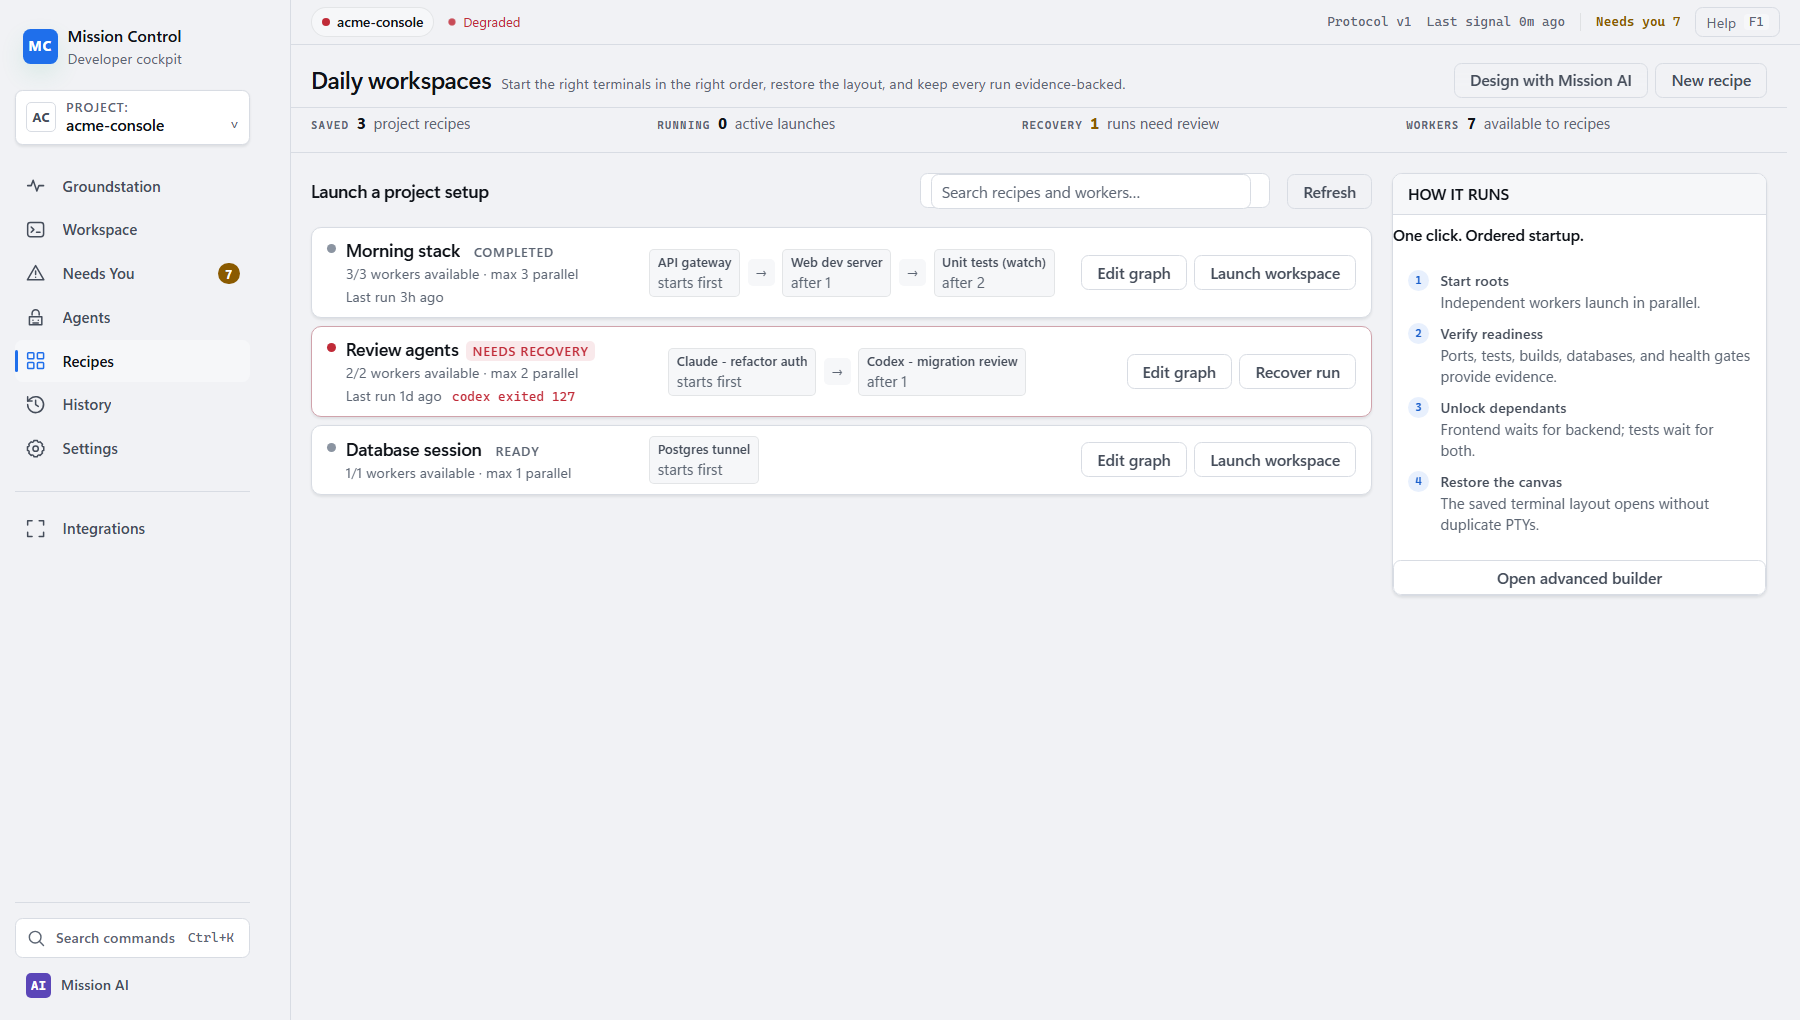 MC
Mission Control
Developer cockpit
AC
PROJECT:
acme-console
v
Groundstation
Workspace
Needs You 7
Agents
Recipes
History
Settings
Integrations
Search commands Ctrl+K
AI Mission AI
acme-console Degraded
Protocol v1 Last signal 0m ago Needs you 7 Help F1
Daily workspaces Start the right terminals in the right order, restore the layout, and keep every run evidence-backed.
Design with Mission AI New recipe
SAVED 3 project recipes RUNNING 0 active launches RECOVERY 1 runs need review WORKERS 7 available to recipes
Launch a project setup
Search recipes and workers...
Refresh
Morning stack COMPLETED
3/3 workers available · max 3 parallel
Last run 3h ago
API gateway
starts first
→
Web dev server
after 1
→
Unit tests (watch)
after 2
Edit graph Launch workspace
Review agents NEEDS RECOVERY
2/2 workers available · max 2 parallel
Last run 1d ago codex exited 127
Claude - refactor auth
starts first
→
Codex - migration review
after 1
Edit graph Recover run
Database session READY
1/1 workers available · max 1 parallel
Postgres tunnel
starts first
Edit graph Launch workspace
HOW IT RUNS
One click. Ordered startup.
1 Start roots
Independent workers launch in parallel.
2 Verify readiness
Ports, tests, builds, databases, and health gates
provide evidence.
3 Unlock dependants
Frontend waits for backend; tests wait for
both.
4 Restore the canvas
The saved terminal layout opens without
duplicate PTYs.
Open advanced builder